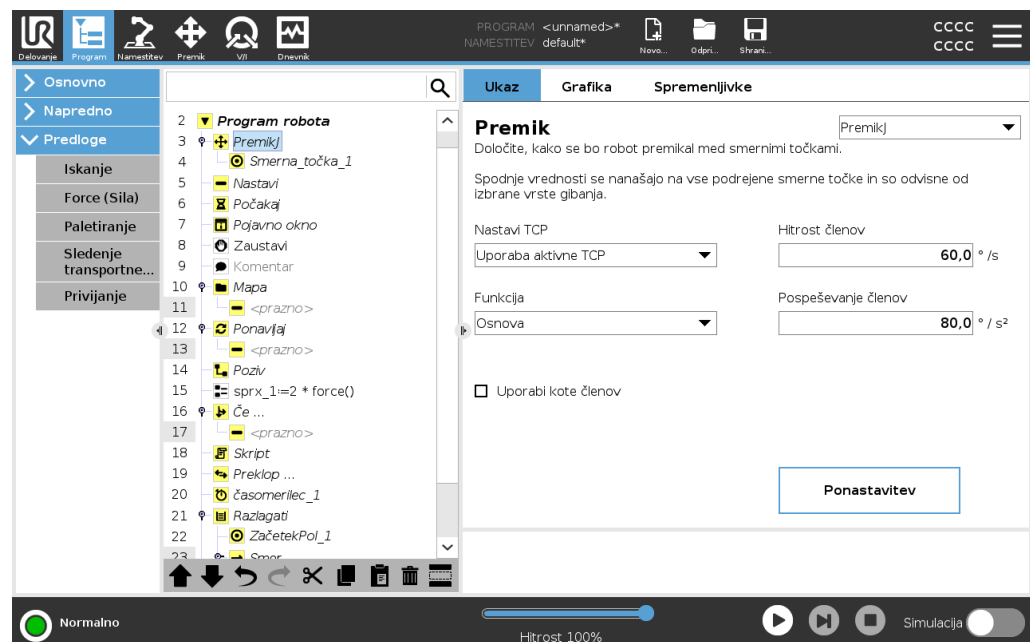 UR
PROGRAM <unnamed>*
NAMESTITEV default*
CCCC
CCCC
Delovanje Program Namestitev Premik V/I Dnevnik Novo... Odpri... Shrani...
Osnovno
Napredno
Predloge
Iskanje
Force (Sila)
Paletiranje
Sledenje
transportne...
Privijanje
2 Program robota
3 PremikJ
4 Smerna_točka_1
5 Nastavi
6 Počakaj
7 Pojavno okno
8 Zaustavi
9 Komentar
10 Mapa
11 <prazno>
12 Ponavljaj
13 <prazno>
14 Poziv
15 sprx_1:=2 * force()
16 Če ...
17 <prazno>
18 Skript
19 Preklop ...
20 časomerilec_1
21 Razlagati
22 ZačetekPol_1
23 Smer
Ukaz Grafika Spremenljivke
Premik
PremikJ
Določite, kako se bo robot premikal med smernimi točkami.
Spodnje vrednosti se nanašajo na vse podrejene smerne točke in so odvisne od
izbrane vrste gibanja.
Nastavi TCP
Uporaba aktivne TCP
Hitrost členov
60,0 ° /s
Funkcija
Osnova
Pospeševanje členov
80,0 ° / s²
Uporabi kote členov
Ponastavitev
Normalno
Hitrost 100%
Simulacija